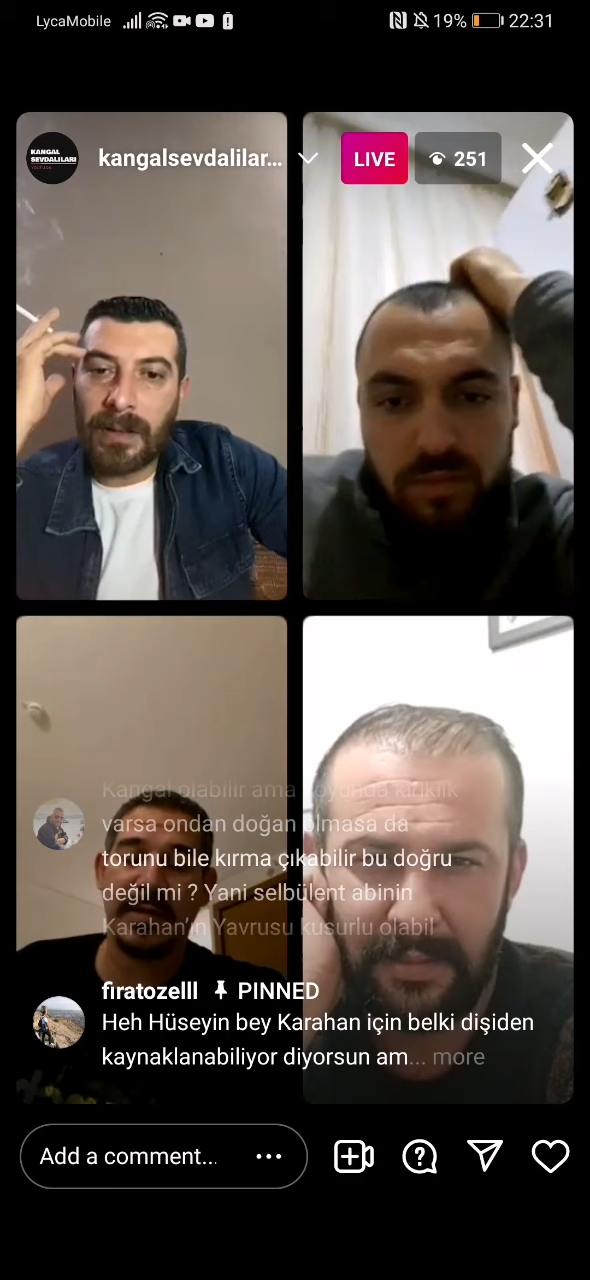 LycaMobile 19% 22:31
KANGAL
SEVDALILARI
YOUTUBE
kangalsevdalilar... LIVE 251
Kangal olabilir ama soyunda kırıklık
varsa ondan doğan olmasa da
torunu bile kırma çıkabilir bu doğru
değil mi ? Yani selbülent abinin
Karahan'ın Yavrusu kusurlu olabil
firatozelll PINNED
Heh Hüseyin bey Karahan için belki dişiden
kaynaklanabiliyor diyorsun am... more
Add a comment...